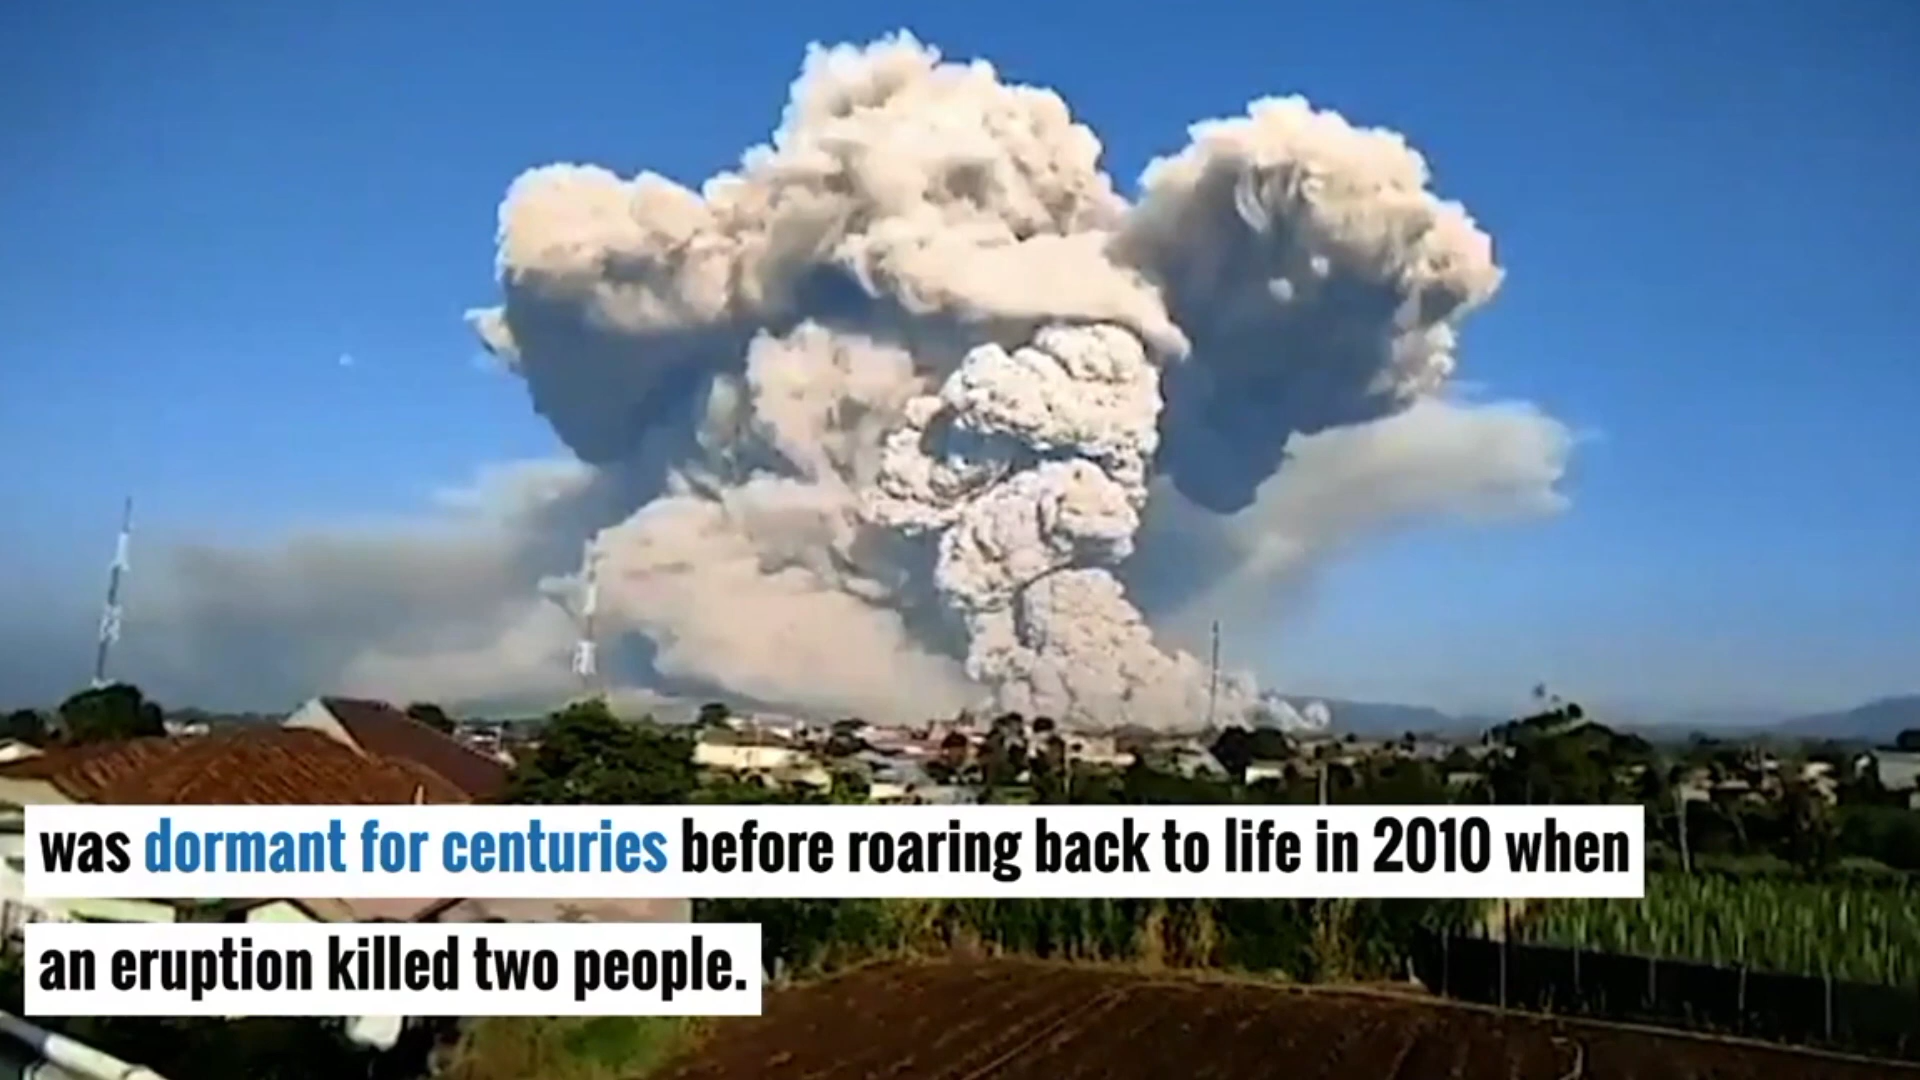 was dormant for centuries before roaring back to life in 2010 when
an eruption killed two people.